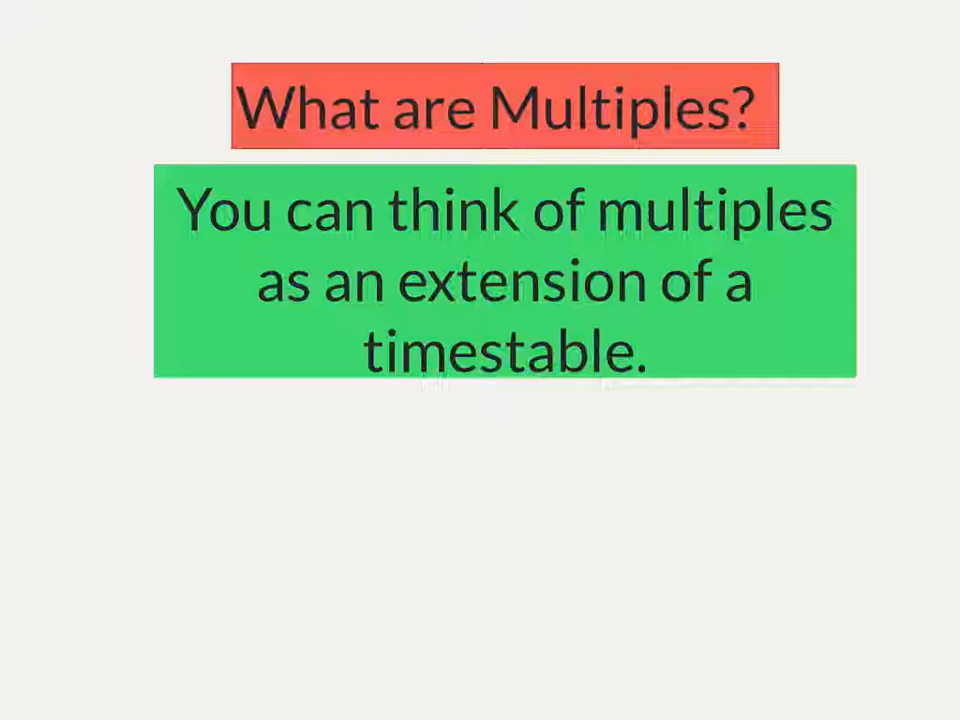 What are Multiples?
You can think of multiples
as an extension of a
timestable.